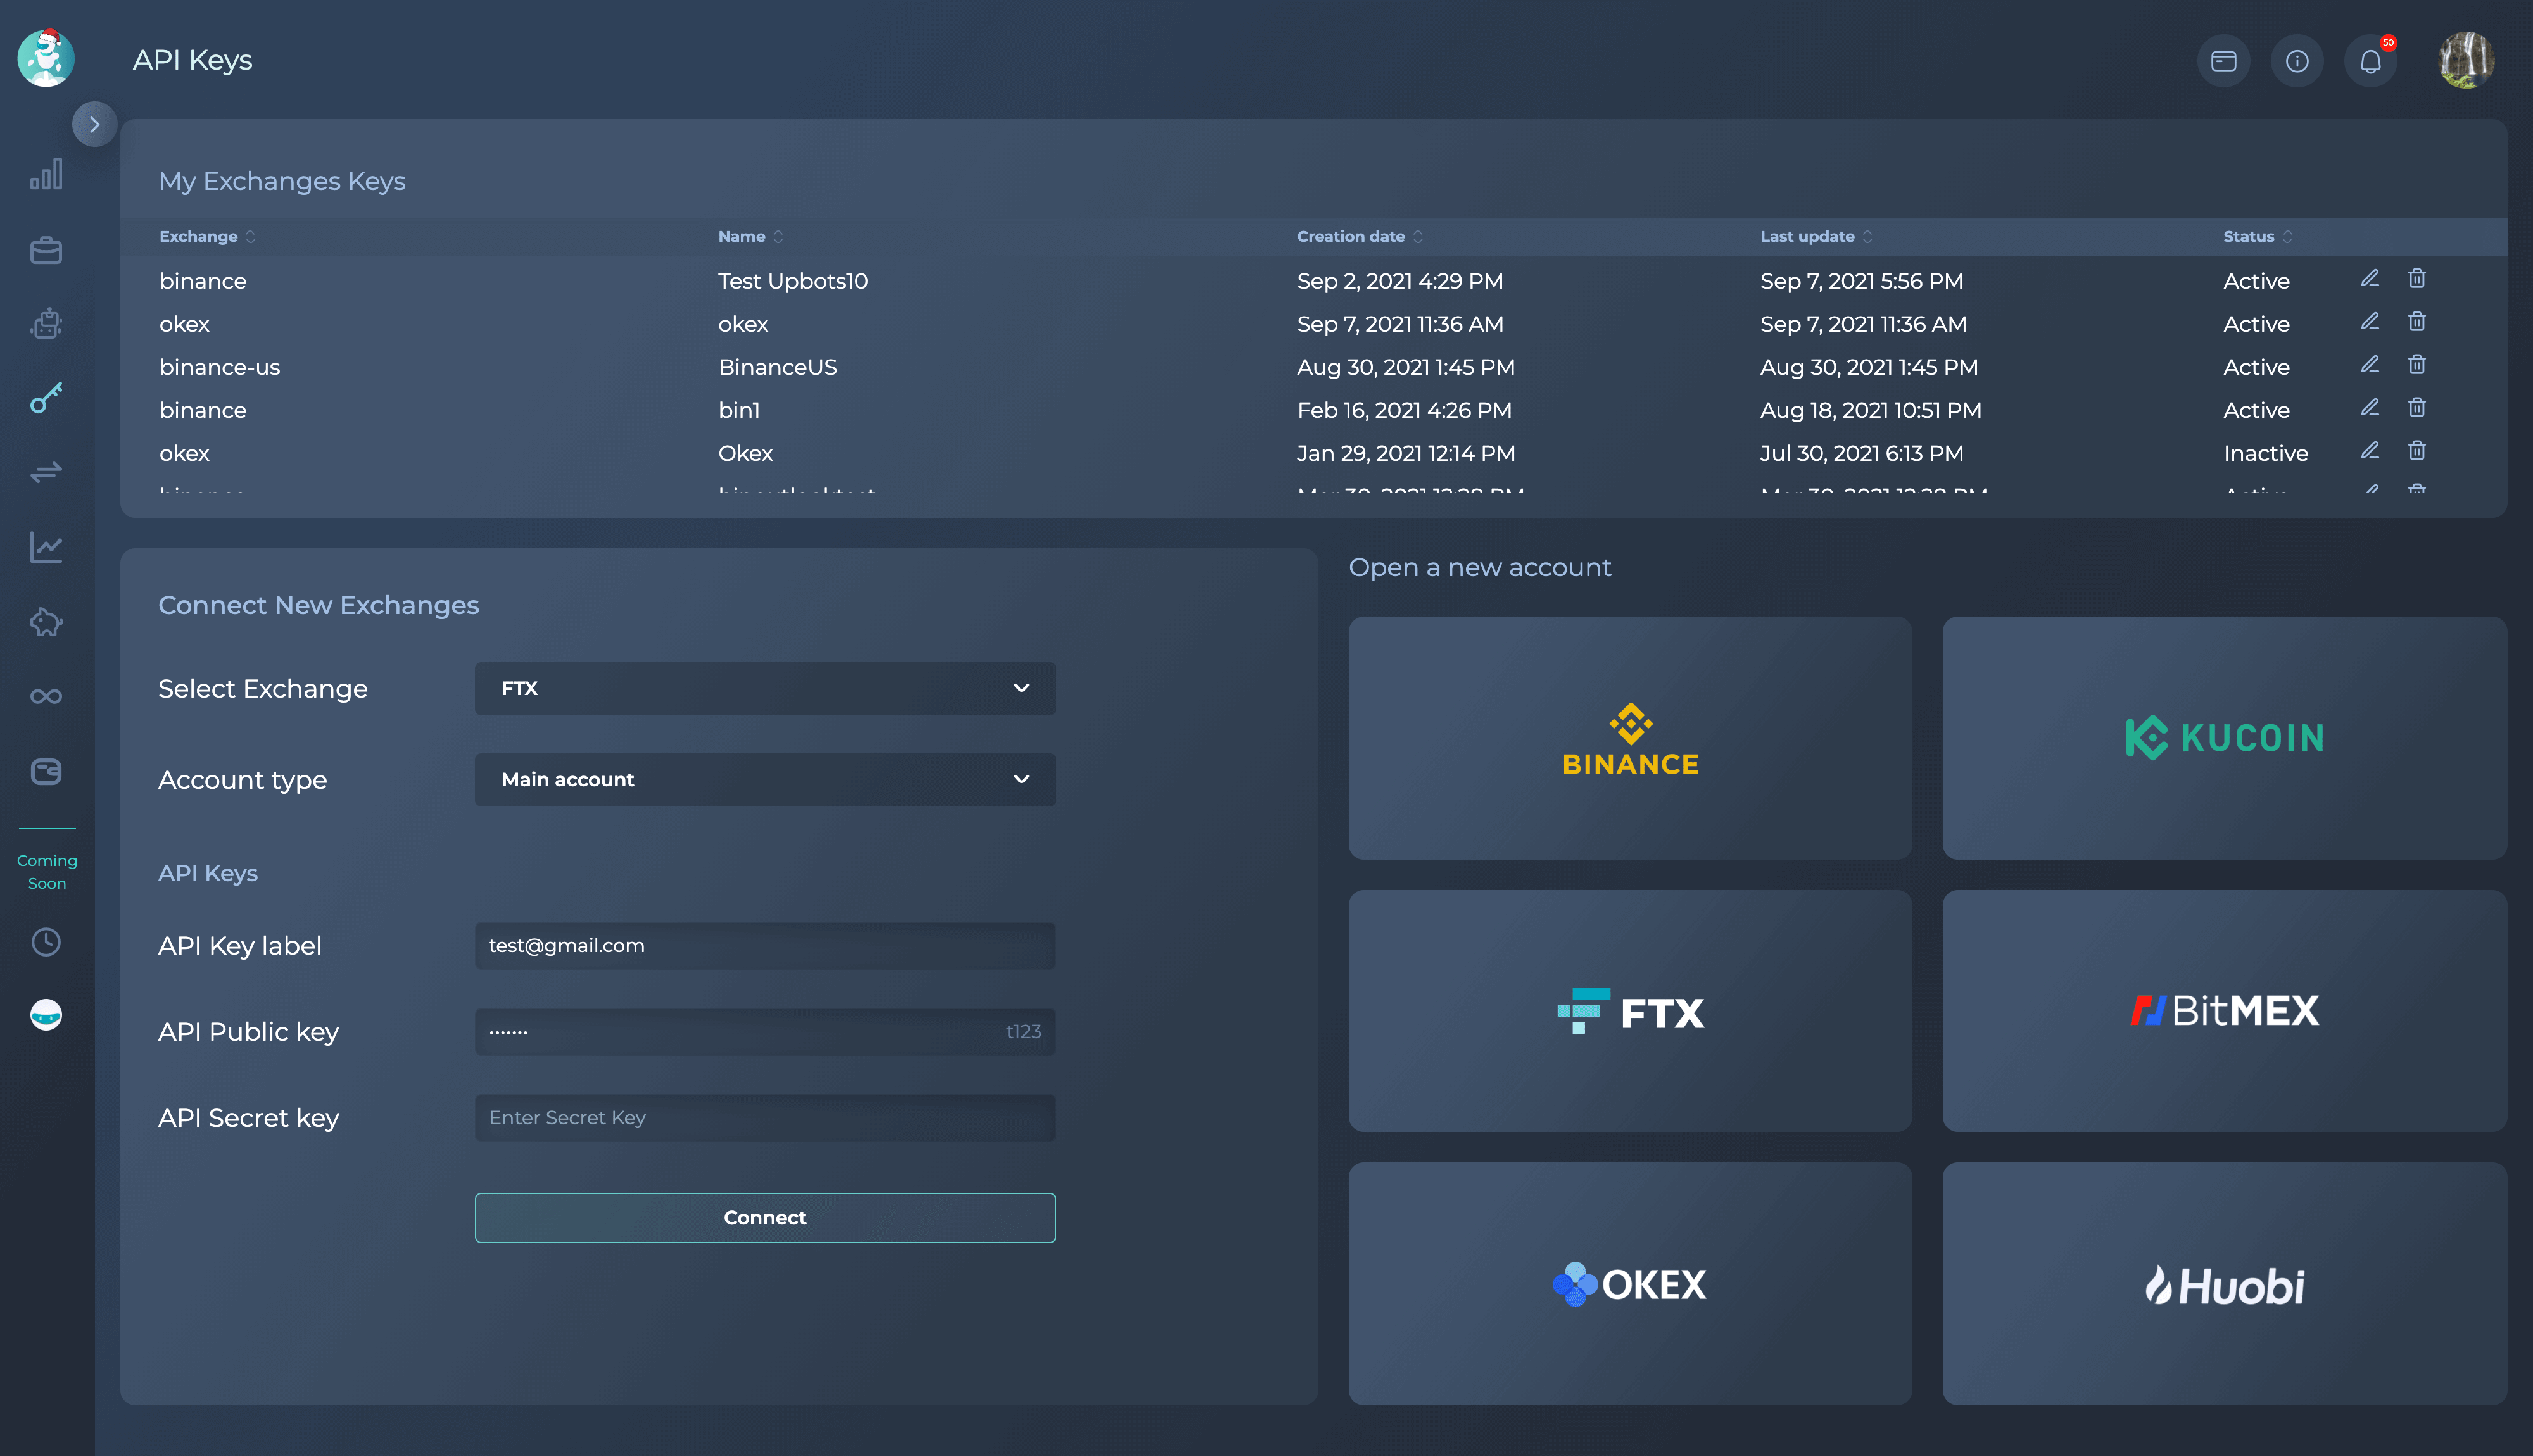 API Keys
50
My Exchanges Keys
Exchange Name Creation date Last update Status
binance Test Upbots10 Sep 2, 2021 4:29 PM Sep 7, 2021 5:56 PM Active
okex okex Sep 7, 2021 11:36 AM Sep 7, 2021 11:36 AM Active
binance-us BinanceUS Aug 30, 2021 1:45 PM Aug 30, 2021 1:45 PM Active
binance bin1 Feb 16, 2021 4:26 PM Aug 18, 2021 10:51 PM Active
okex Okex Jan 29, 2021 12:14 PM Jul 30, 2021 6:13 PM Inactive
Connect New Exchanges
Select Exchange FTX
Account type Main account
API Keys
API Key label test@gmail.com
API Public key ······· t123
API Secret key Enter Secret Key
Connect
Open a new account
BINANCE
KUCOIN
FTX
BitMEX
OKEX
Huobi
Coming
Soon